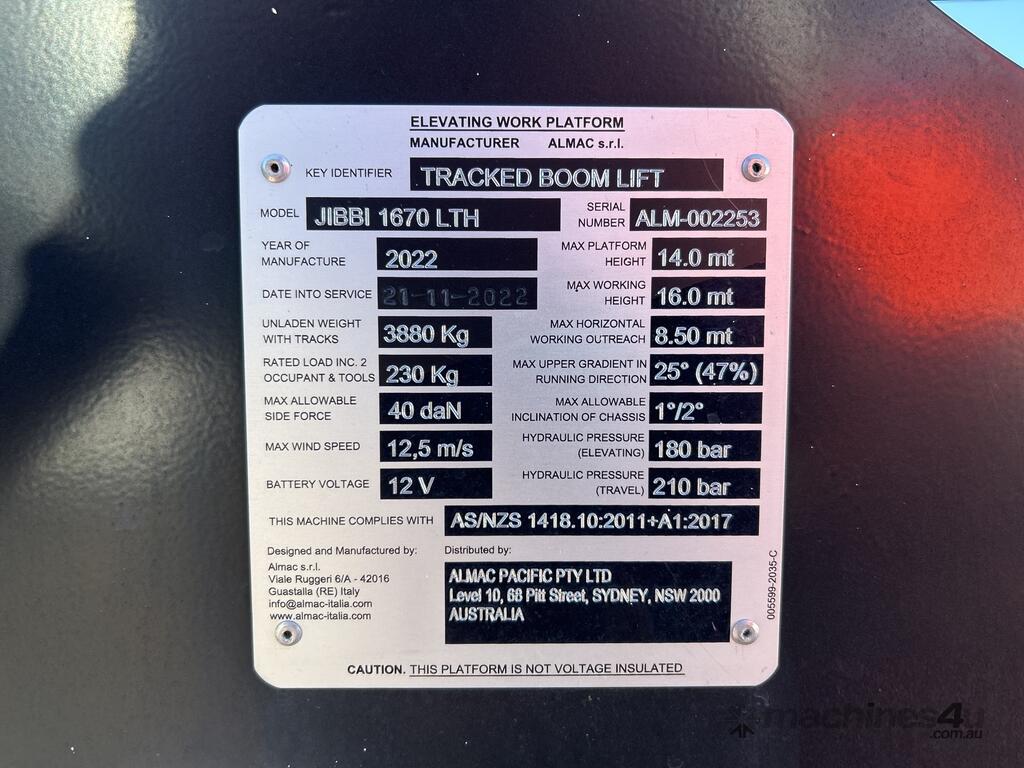 ELEVATING WORK PLATFORM
MANUFACTURER ALMAC s.r.l.
KEY IDENTIFIER TRACKED BOOM LIFT
MODEL JIBBI 1670 LTH
SERIAL NUMBER ALM-002253
YEAR OF MANUFACTURE 2022
MAX PLATFORM HEIGHT 14.0 mt
DATE INTO SERVICE 21-11-2022
MAX WORKING HEIGHT 16.0 mt
UNLADEN WEIGHT WITH TRACKS 3880 Kg
MAX HORIZONTAL WORKING OUTREACH 8.50 mt
RATED LOAD INC. 2 OCCUPANT & TOOLS 230 Kg
MAX UPPER GRADIENT IN RUNNING DIRECTION 25° (47%)
MAX ALLOWABLE SIDE FORCE 40 daN
MAX ALLOWABLE INCLINATION OF CHASSIS 1°/2°
MAX WIND SPEED 12,5 m/s
HYDRAULIC PRESSURE (ELEVATING) 180 bar
BATTERY VOLTAGE 12 V
HYDRAULIC PRESSURE (TRAVEL) 210 bar
THIS MACHINE COMPLIES WITH AS/NZS 1418.10:2011+A1:2017
Designed and Manufactured by:
Almac s.r.l.
Viale Ruggeri 6/A - 42016
Guastalla (RE) Italy
info@almac-italia.com
www.almac-italia.com
Distributed by:
ALMAC PACIFIC PTY LTD
Level 10, 68 Pitt Street, SYDNEY, NSW 2000
AUSTRALIA
005599-2035-C
CAUTION. THIS PLATFORM IS NOT VOLTAGE INSULATED
machines4u
.com.au